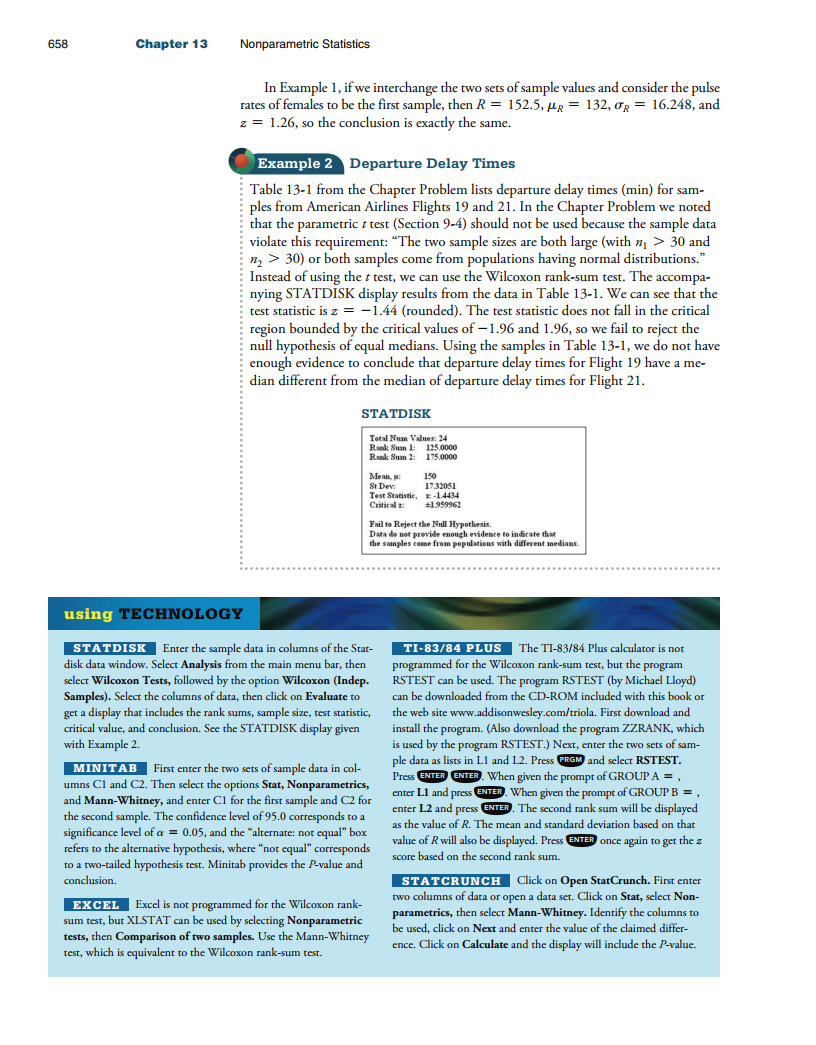 658 Chapter 13 Nonparametric Statistics
In Example 1, if we interchange the two sets of sample values and consider the pulse
rates of females to be the first sample, then R = 152.5, μR = 132, σR = 16.248, and
z = 1.26, so the conclusion is exactly the same.
Example 2 Departure Delay Times
Table 13-1 from the Chapter Problem lists departure delay times (min) for sam-
ples from American Airlines Flights 19 and 21. In the Chapter Problem we noted
that the parametric t test (Section 9-4) should not be used because the sample data
violate this requirement: “The two sample sizes are both large (with n1 > 30 and
n2 > 30) or both samples come from populations having normal distributions.”
Instead of using the t test, we can use the Wilcoxon rank-sum test. The accompa-
nying STATDISK display results from the data in Table 13-1. We can see that the
test statistic is z = −1.44 (rounded). The test statistic does not fall in the critical
region bounded by the critical values of −1.96 and 1.96, so we fail to reject the
null hypothesis of equal medians. Using the samples in Table 13-1, we do not have
enough evidence to conclude that departure delay times for Flight 19 have a me-
dian different from the median of departure delay times for Flight 21.
STATDISK
Total Num Values: 24
Rank Sum 1: 125.0000
Rank Sum 2: 175.0000
Mean, μ: 150
St Dev: 17.32051
Test Statistic, z: -1.4434
Critical z: ±1.959962
Fail to Reject the Null Hypothesis.
Data do not provide enough evidence to indicate that
the samples come from populations with different medians.
using TECHNOLOGY
STATDISK Enter the sample data in columns of the Stat-
disk data window. Select Analysis from the main menu bar, then
select Wilcoxon Tests, followed by the option Wilcoxon (Indep.
Samples). Select the columns of data, then click on Evaluate to
get a display that includes the rank sums, sample size, test statistic,
critical value, and conclusion. See the STATDISK display given
with Example 2.
MINITAB First enter the two sets of sample data in col-
umns C1 and C2. Then select the options Stat, Nonparametrics,
and Mann-Whitney, and enter C1 for the first sample and C2 for
the second sample. The confidence level of 95.0 corresponds to a
significance level of α = 0.05, and the “alternate: not equal” box
refers to the alternative hypothesis, where “not equal” corresponds
to a two-tailed hypothesis test. Minitab provides the P-value and
conclusion.
EXCEL Excel is not programmed for the Wilcoxon rank-
sum test, but XLSTAT can be used by selecting Nonparametric
tests, then Comparison of two samples. Use the Mann-Whitney
test, which is equivalent to the Wilcoxon rank-sum test.
TI-83/84 PLUS The TI-83/84 Plus calculator is not
programmed for the Wilcoxon rank-sum test, but the program
RSTEST can be used. The program RSTEST (by Michael Lloyd)
can be downloaded from the CD-ROM included with this book or
the web site www.addisonwesley.com/triola. First download and
install the program. (Also download the program ZZRANK, which
is used by the program RSTEST.) Next, enter the two sets of sam-
ple data as lists in L1 and L2. Press PRGM and select RSTEST.
Press ENTER ENTER. When given the prompt of GROUP A = ,
enter L1 and press ENTER. When given the prompt of GROUP B = ,
enter L2 and press ENTER. The second rank sum will be displayed
as the value of R. The mean and standard deviation based on that
value of R will also be displayed. Press ENTER once again to get the z
score based on the second rank sum.
STATCRUNCH Click on Open StatCrunch. First enter
two columns of data or open a data set. Click on Stat, select Non-
parametrics, then select Mann-Whitney. Identify the columns to
be used, click on Next and enter the value of the claimed differ-
ence. Click on Calculate and the display will include the P-value.